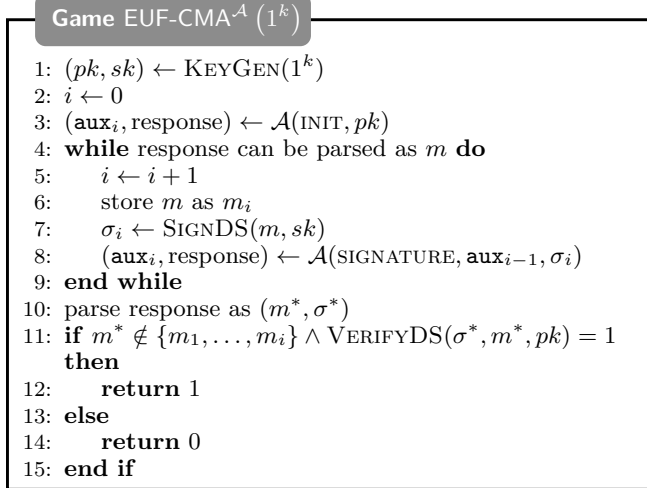 Game EUF-CMA^𝒜 (1^k)
1: (pk, sk) ← KEYGEN(1^k)
2: i ← 0
3: (aux_i, response) ← 𝒜(INIT, pk)
4: while response can be parsed as m do
5: i ← i + 1
6: store m as m_i
7: σ_i ← SIGNDS(m, sk)
8: (aux_i, response) ← 𝒜(SIGNATURE, aux_{i−1}, σ_i)
9: end while
10: parse response as (m*, σ*)
11: if m* ∉ {m_1, …, m_i} ∧ VERIFYDS(σ*, m*, pk) = 1
then
12: return 1
13: else
14: return 0
15: end if